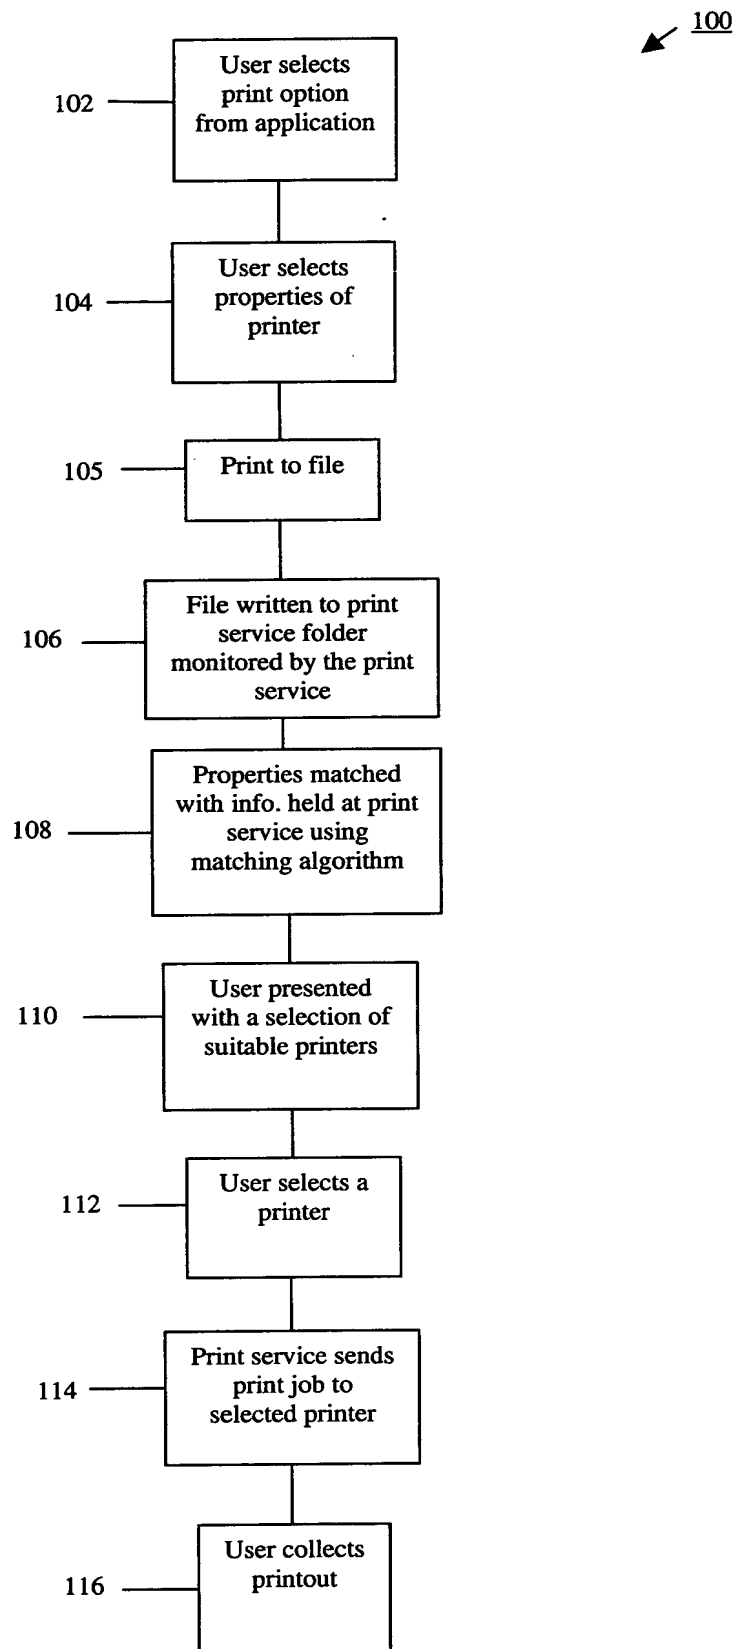 100
User selects
print option
from application
102
User selects
properties of
printer
104
Print to file
105
File written to print
service folder
monitored by the print
service
106
Properties matched
with info. held at print
service using
matching algorithm
108
User presented
with a selection of
suitable printers
110
User selects a
printer
112
Print service sends
print job to
selected printer
114
User collects
printout
116